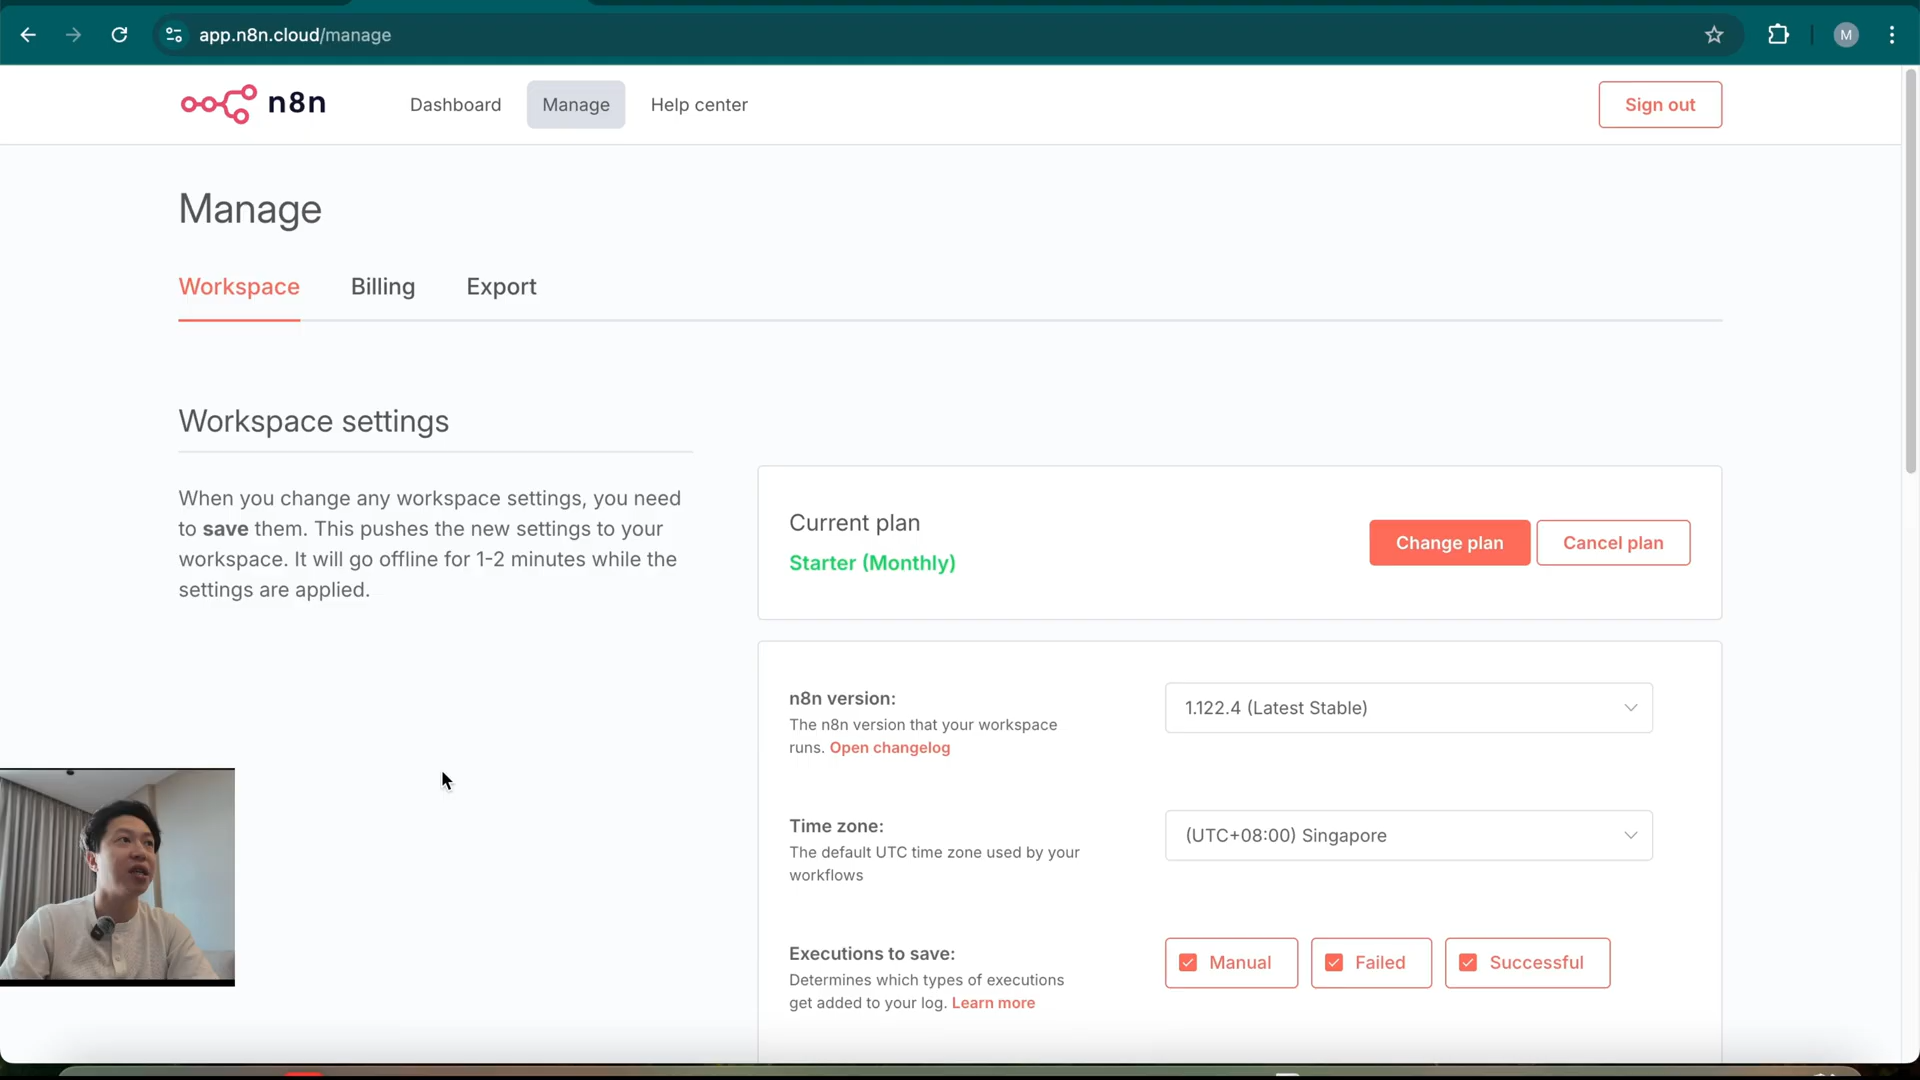 app.n8n.cloud/manage
M
n8n
Dashboard
Manage
Help center
Sign out
Manage
Workspace
Billing
Export
Workspace settings
When you change any workspace settings, you need
to save them. This pushes the new settings to your
workspace. It will go offline for 1-2 minutes while the
settings are applied.
Current plan
Starter (Monthly)
Change plan
Cancel plan
n8n version:
The n8n version that your workspace
runs. Open changelog
1.122.4 (Latest Stable)
Time zone:
The default UTC time zone used by your
workflows
(UTC+08:00) Singapore
Executions to save:
Determines which types of executions
get added to your log. Learn more
Manual
Failed
Successful